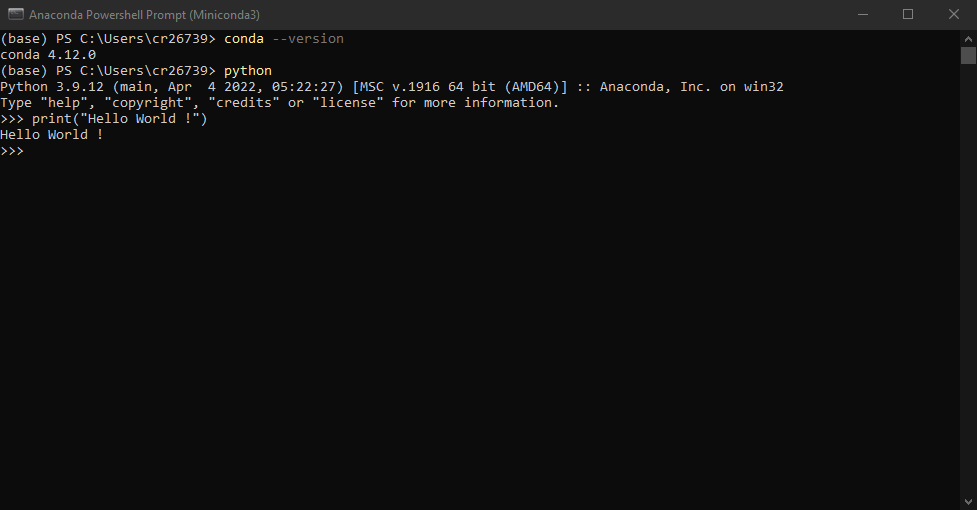 Anaconda Powershell Prompt (Miniconda3)
(base) PS C:\Users\cr26739> conda --version
conda 4.12.0
(base) PS C:\Users\cr26739> python
Python 3.9.12 (main, Apr  4 2022, 05:22:27) [MSC v.1916 64 bit (AMD64)] :: Anaconda, Inc. on win32
Type "help", "copyright", "credits" or "license" for more information.
>>> print("Hello World !")
Hello World !
>>>